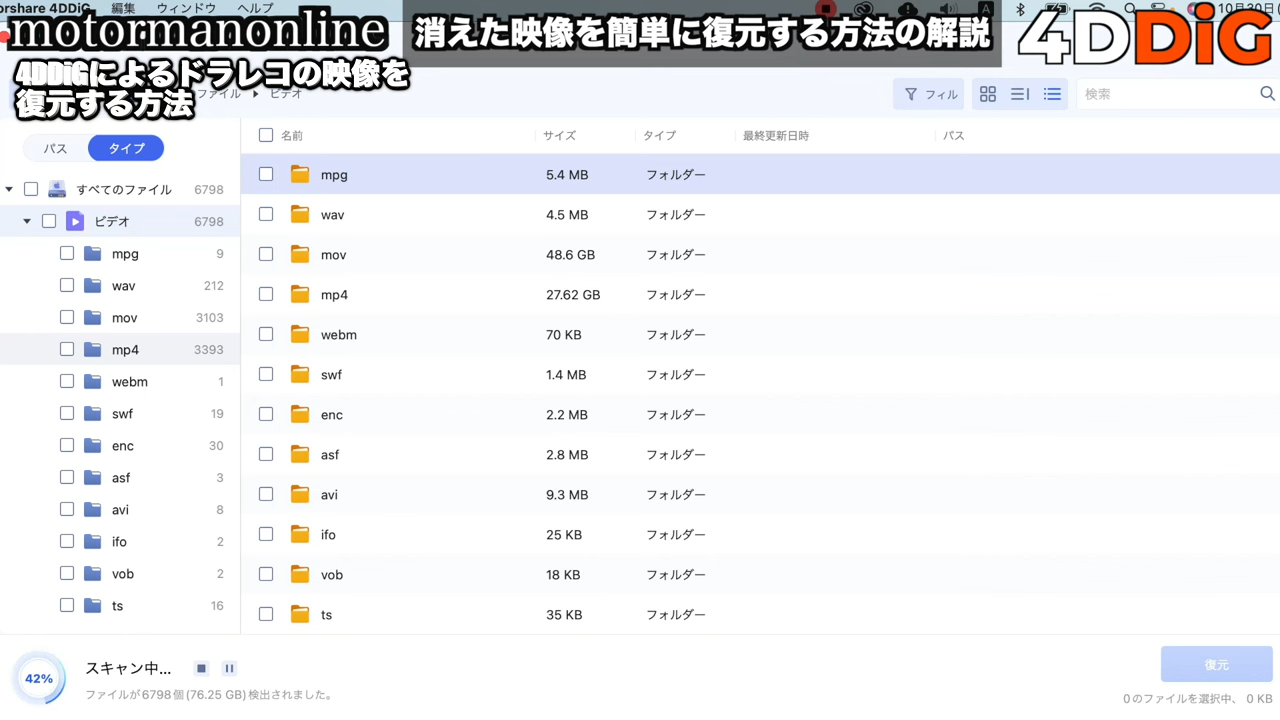 orshare 4DDiG 編集 ウィンドウ ヘルプ 10月30日(
motormanonline
消えた映像を簡単に復元する方法の解説
4DDiG
4DDiGによるドラレコの映像を
復元する方法
ファイル ▸ ビデオ
フィル
検索
パス タイプ
名前 サイズ タイプ 最終更新日時 パス
すべてのファイル 6798
ビデオ 6798
mpg 9
wav 212
mov 3103
mp4 3393
webm 1
swf 19
enc 30
asf 3
avi 8
ifo 2
vob 2
ts 16
mpg 5.4 MB フォルダー
wav 4.5 MB フォルダー
mov 48.6 GB フォルダー
mp4 27.62 GB フォルダー
webm 70 KB フォルダー
swf 1.4 MB フォルダー
enc 2.2 MB フォルダー
asf 2.8 MB フォルダー
avi 9.3 MB フォルダー
ifo 25 KB フォルダー
vob 18 KB フォルダー
ts 35 KB フォルダー
42%
スキャン中...
ファイルが6798個(76.25 GB)検出されました。
復元
0のファイルを選択中、 0 KB